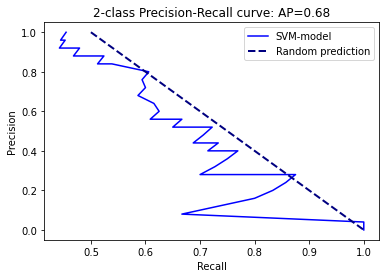 2-class Precision-Recall curve: AP=0.68
SVM-model
Random prediction
Precision
1.0
0.8
0.6
0.4
0.2
0.0
0.5 0.6 0.7 0.8 0.9 1.0
Recall